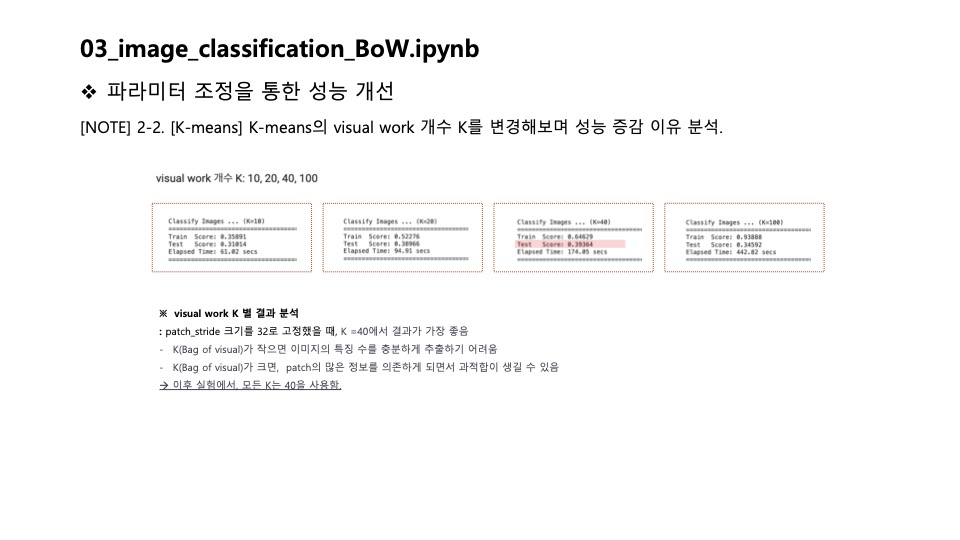 03_image_classification_BoW.ipynb
❖ 파라미터 조정을 통한 성능 개선
[NOTE] 2-2. [K-means] K-means의 visual work 개수 K를 변경해보며 성능 증감 이유 분석.
visual work 개수 K: 10, 20, 40, 100
Classify Images ... (K=10)
==============================
Train Score: 0.35891
Test Score: 0.31014
Elapsed Time: 61.02 secs
==============================
Classify Images ... (K=20)
==============================
Train Score: 0.52276
Test Score: 0.38966
Elapsed Time: 94.91 secs
==============================
Classify Images ... (K=40)
==============================
Train Score: 0.64629
Test Score: 0.39364
Elapsed Time: 174.05 secs
==============================
Classify Images ... (K=100)
==============================
Train Score: 0.93888
Test Score: 0.34592
Elapsed Time: 442.82 secs
==============================
※ visual work K 별 결과 분석
: patch_stride 크기를 32로 고정했을 때, K =40에서 결과가 가장 좋음
- K(Bag of visual)가 작으면 이미지의 특징 수를 충분하게 추출하기 어려움
- K(Bag of visual)가 크면, patch의 많은 정보를 의존하게 되면서 과적합이 생길 수 있음
→ 이후 실험에서, 모든 K는 40을 사용함.